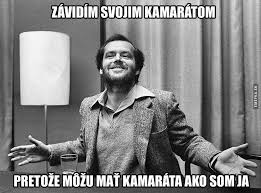 ZÁVIDÍM SVOJIM KAMARÁTOM
PRETOŽE MÔŽU MAŤ KAMARÁTA AKO SOM JA